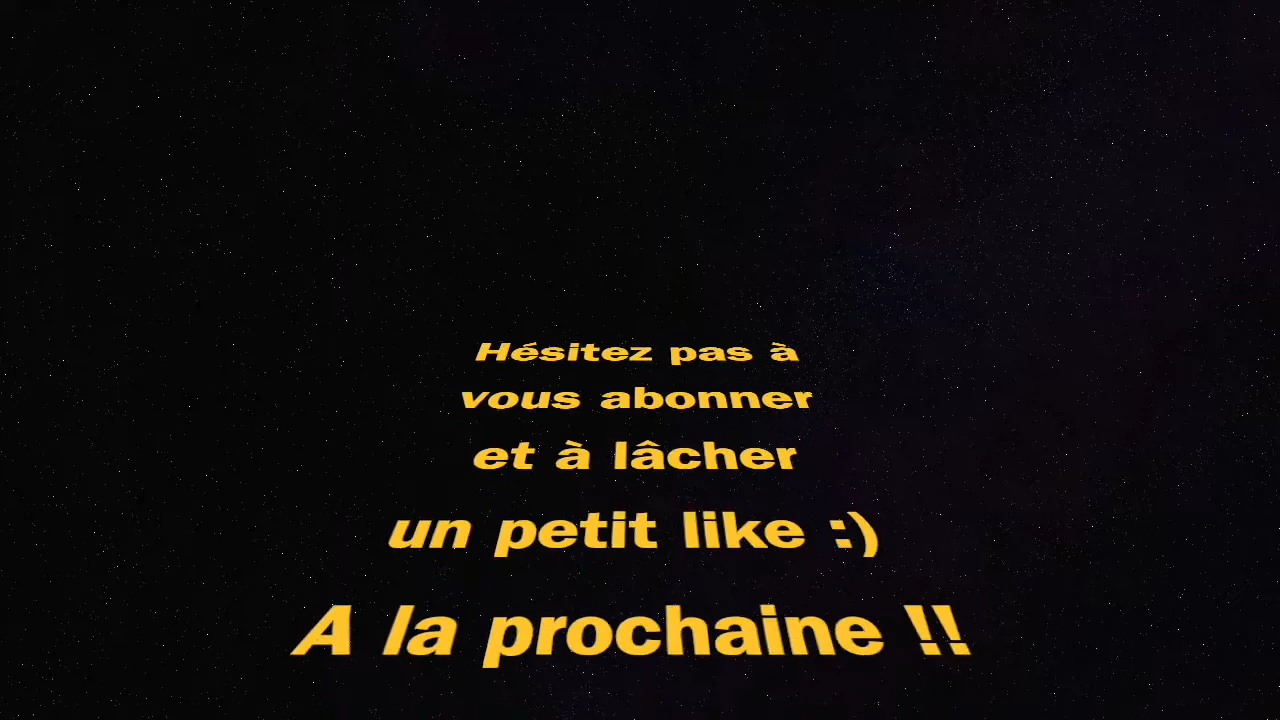 Hésitez pas à
vous abonner
et à lâcher
un petit like :)
A la prochaine !!